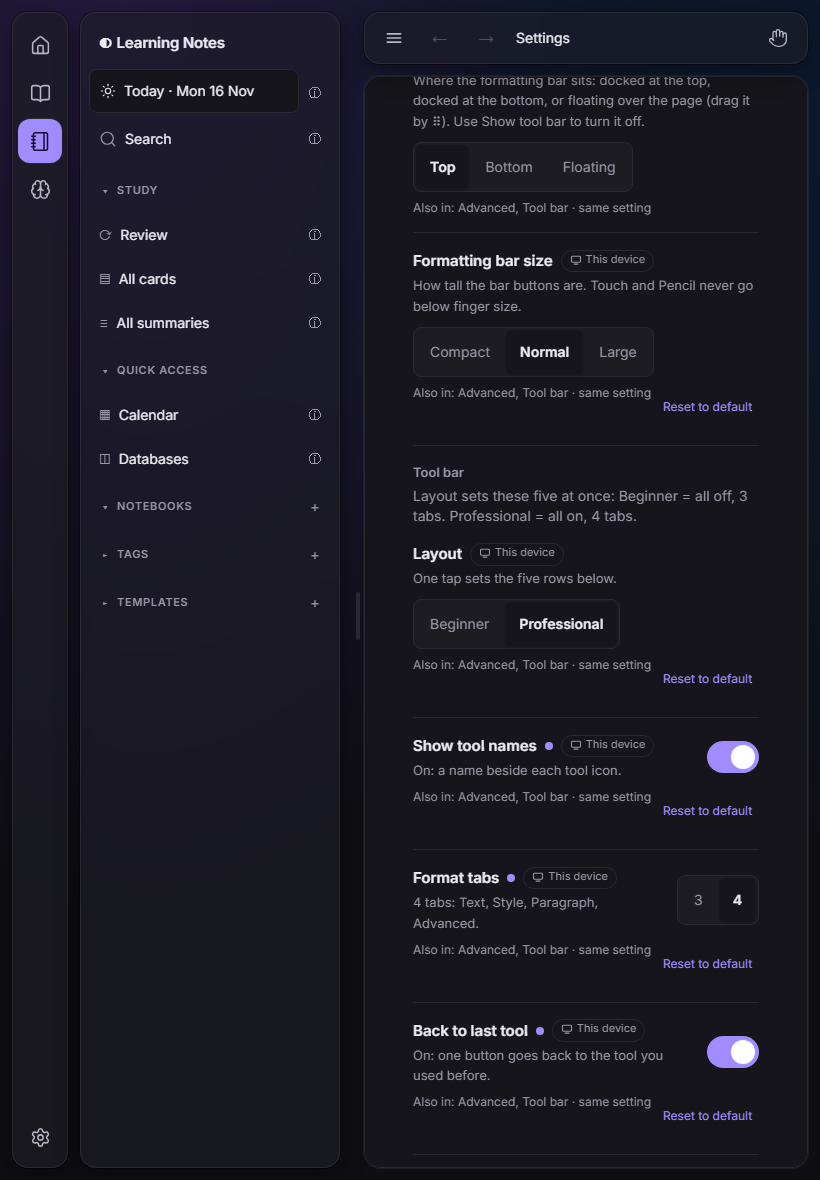 Learning Notes
Today · Mon 16 Nov
Search
STUDY
Review
All cards
All summaries
QUICK ACCESS
Calendar
Databases
NOTEBOOKS
TAGS
TEMPLATES
Settings
Where the formatting bar sits: docked at the top,
docked at the bottom, or floating over the page (drag it
by ⠿). Use Show tool bar to turn it off.
Top Bottom Floating
Also in: Advanced, Tool bar · same setting
Formatting bar size This device
How tall the bar buttons are. Touch and Pencil never go
below finger size.
Compact Normal Large
Also in: Advanced, Tool bar · same setting
Reset to default
Tool bar
Layout sets these five at once: Beginner = all off, 3
tabs. Professional = all on, 4 tabs.
Layout This device
One tap sets the five rows below.
Beginner Professional
Also in: Advanced, Tool bar · same setting
Reset to default
Show tool names This device
On: a name beside each tool icon.
Also in: Advanced, Tool bar · same setting
Reset to default
Format tabs This device
4 tabs: Text, Style, Paragraph,
Advanced.
3 4
Also in: Advanced, Tool bar · same setting
Reset to default
Back to last tool This device
On: one button goes back to the tool you
used before.
Also in: Advanced, Tool bar · same setting
Reset to default